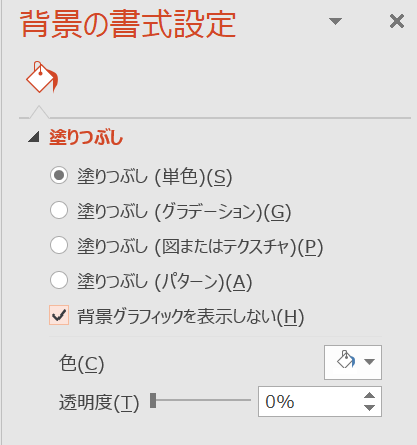 背景の書式設定
塗りつぶし
塗りつぶし (単色)(S)
塗りつぶし (グラデーション)(G)
塗りつぶし (図またはテクスチャ)(P)
塗りつぶし (パターン)(A)
背景グラフィックを表示しない(H)
色(C)
透明度(T) 0%